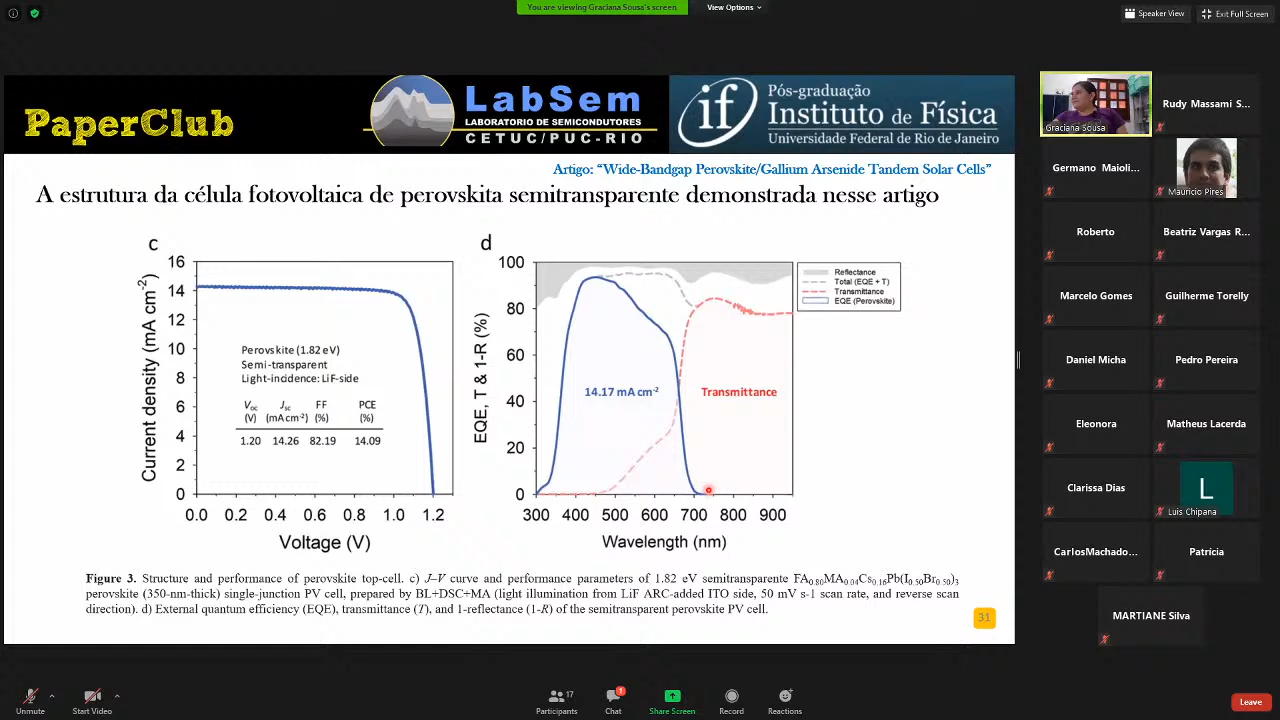 You are viewing Graciana Sousa's screen
View Options
Speaker View
Exit Full Screen
PaperClub
LabSem
LABORATORIO DE SEMICONDUTORES
CETUC/PUC-RIO
if
Pós-graduação
Instituto de Física
Universidade Federal do Rio de Janeiro
Artigo: “Wide-Bandgap Perovskite/Gallium Arsenide Tandem Solar Cells”
A estrutura da célula fotovoltaica de perovskita semitransparente demonstrada nesse artigo
c
Current density (mA cm-2)
16
14
12
10
8
6
4
2
0
Perovskite (1.82 eV)
Semi-transparent
Light-incidence: LiF-side
Voc Jsc FF PCE
(V) (mA cm-2) (%) (%)
1.20 14.26 82.19 14.09
0.0 0.2 0.4 0.6 0.8 1.0 1.2
Voltage (V)
d
EQE, T & 1-R (%)
100
80
60
40
20
0
14.17 mA cm-2
Transmittance
300 400 500 600 700 800 900
Wavelength (nm)
Reflectance
Total (EQE + T)
Transmittance
EQE (Perovskite)
Figure 3. Structure and performance of perovskite top-cell. c) J–V curve and performance parameters of 1.82 eV semitransparente FA0.80MA0.04Cs0.16Pb(I0.50Br0.50)3
perovskite (350-nm-thick) single-junction PV cell, prepared by BL+DSC+MA (light illumination from LiF ARC-added ITO side, 50 mV s-1 scan rate, and reverse scan
direction). d) External quantum efficiency (EQE), transmittance (T), and 1-reflectance (1-R) of the semitransparent perovskite PV cell.
31
Graciana Sousa
Rudy Massami S...
Germano Maioli...
Mauricio Pires
Roberto
Beatriz Vargas R...
Marcelo Gomes
Guilherme Torelly
Daniel Micha
Pedro Pereira
Eleonora
Matheus Lacerda
Clarissa Dias
L
Luis Chipana
CarlosMachado...
Patrícia
MARTIANE Silva
Unmute
Start Video
Participants
17
Chat
1
Share Screen
Record
Reactions
Leave